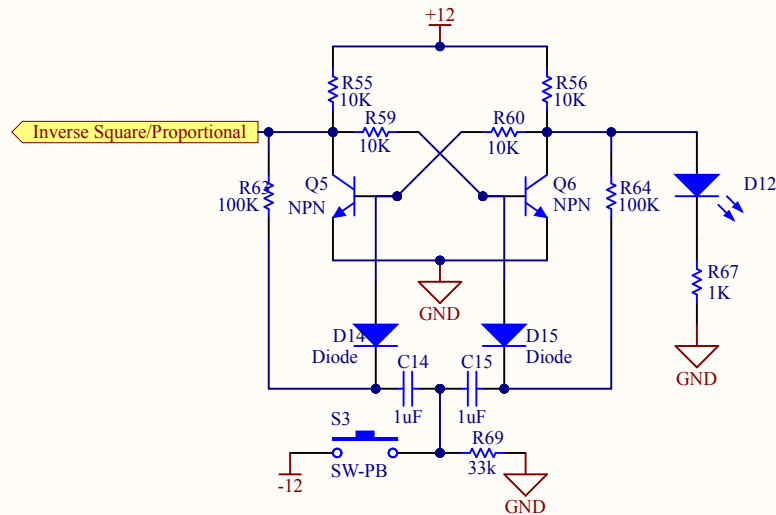 +12
R55
10K
R56
10K
Inverse Square/Proportional
R59
10K
R60
10K
R63
100K
Q5
NPN
Q6
NPN
R64
100K
D12
R67
1K
GND
GND
D14
Diode
D15
Diode
C14
1uF
C15
1uF
S3
SW-PB
-12
R69
33k
GND